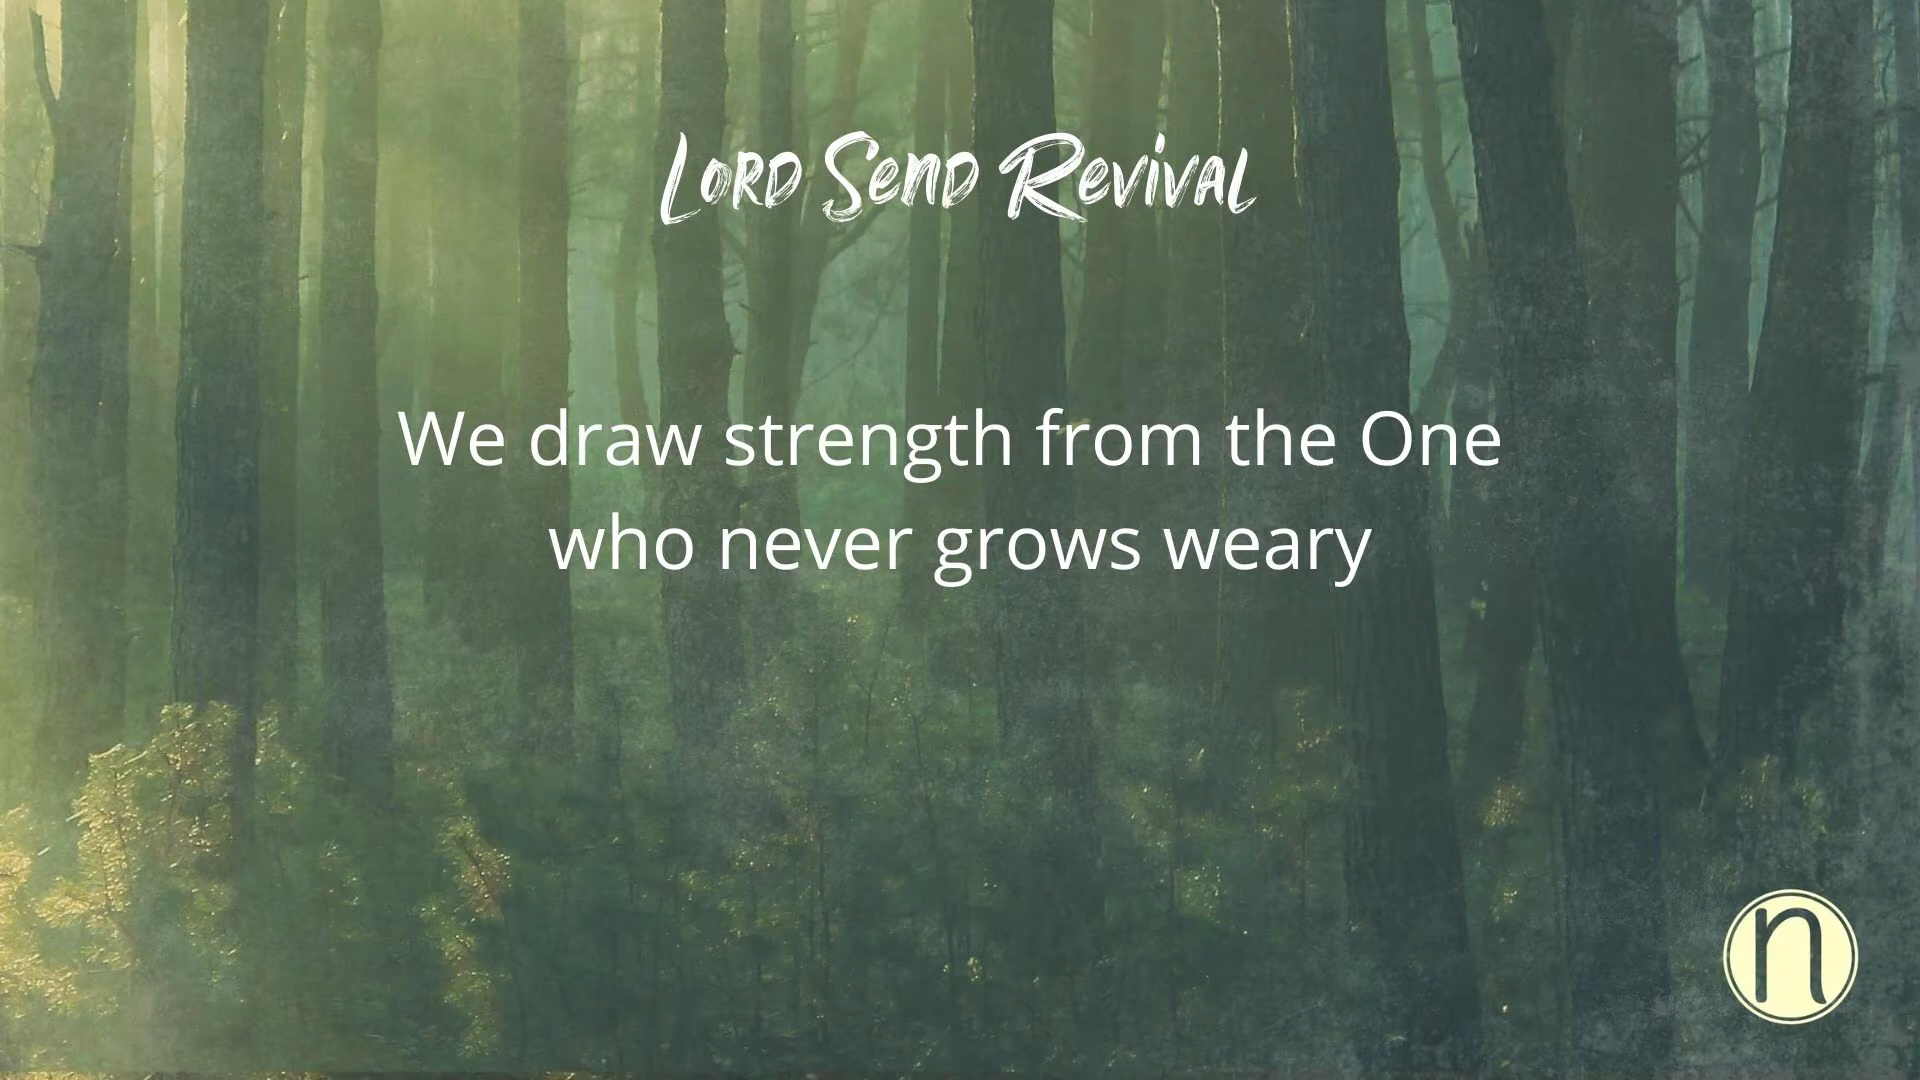 Lord Send Revival
We draw strength from the One
who never grows weary
n